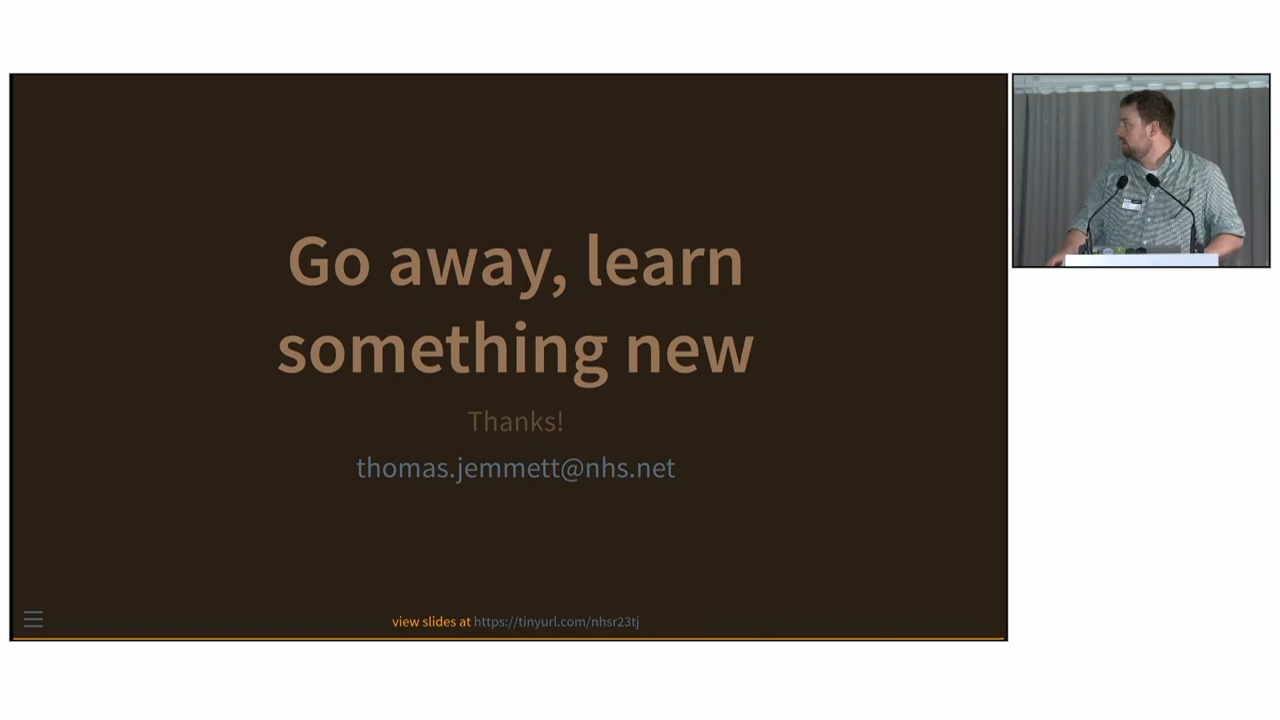 Go away, learn
something new
Thanks!
thomas.jemmett@nhs.net
view slides at https://tinyurl.com/nhsr23tj